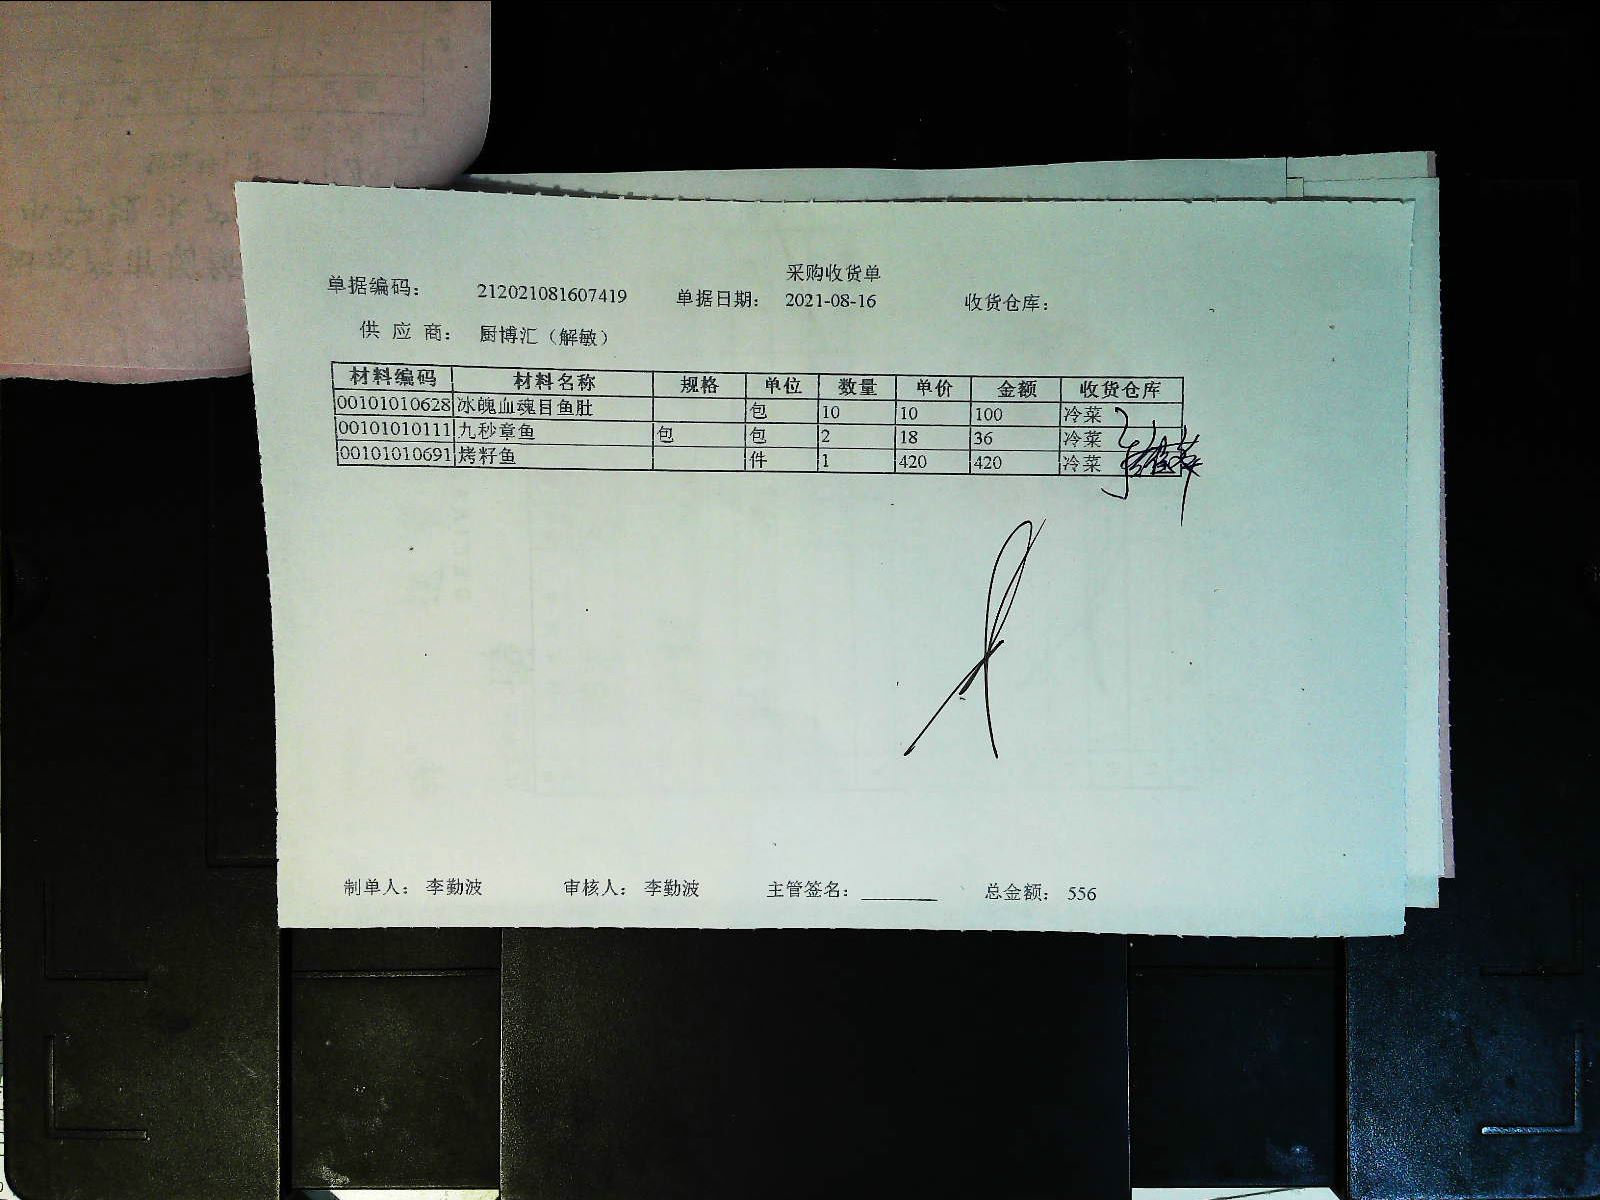 采购收货单
单据编码： 212021081607419 单据日期： 2021-08-16 收货仓库：
供 应 商： 厨博汇（解敏）
材料编码 材料名称 规格 单位 数量 单价 金额 收货仓库
00101010628 冰魄血魂目鱼肚 包 10 10 100 冷菜
00101010111 九秒章鱼 包 包 2 18 36 冷菜
00101010691 烤籽鱼 件 1 420 420 冷菜
制单人： 李勤波 审核人： 李勤波 主管签名： 总金额： 556